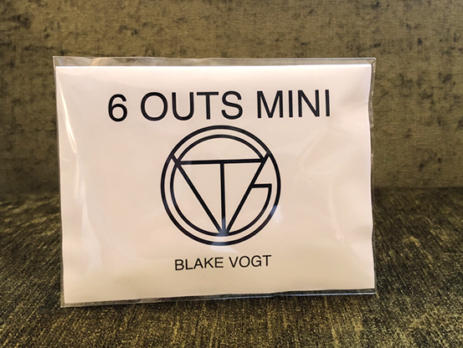 6 OUTS MINI
BLAKE VOGT